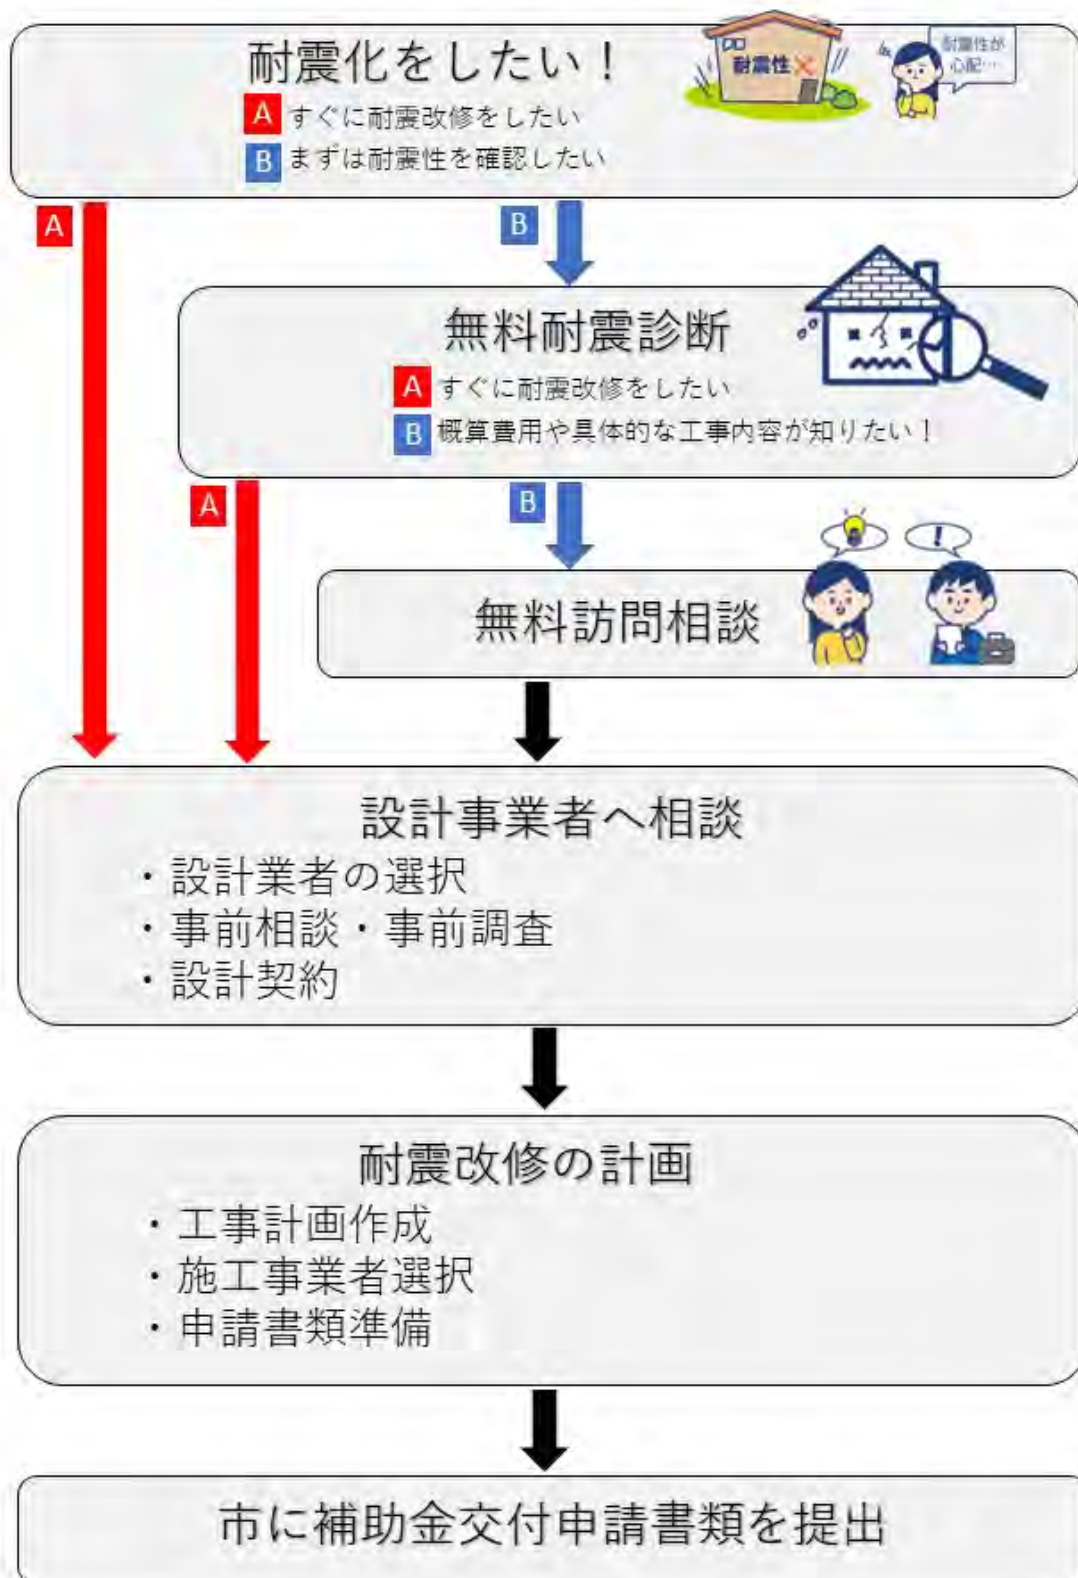 耐震化をしたい！
耐震性
耐震性が
心配…
A すぐに耐震改修をしたい
B まずは耐震性を確認したい
A
B
無料耐震診断
A すぐに耐震改修をしたい
B 概算費用や具体的な工事内容が知りたい！
A
B
!
無料訪問相談
設計事業者へ相談
・設計業者の選択
・事前相談・事前調査
・設計契約
耐震改修の計画
・工事計画作成
・施工事業者選択
・申請書類準備
市に補助金交付申請書類を提出